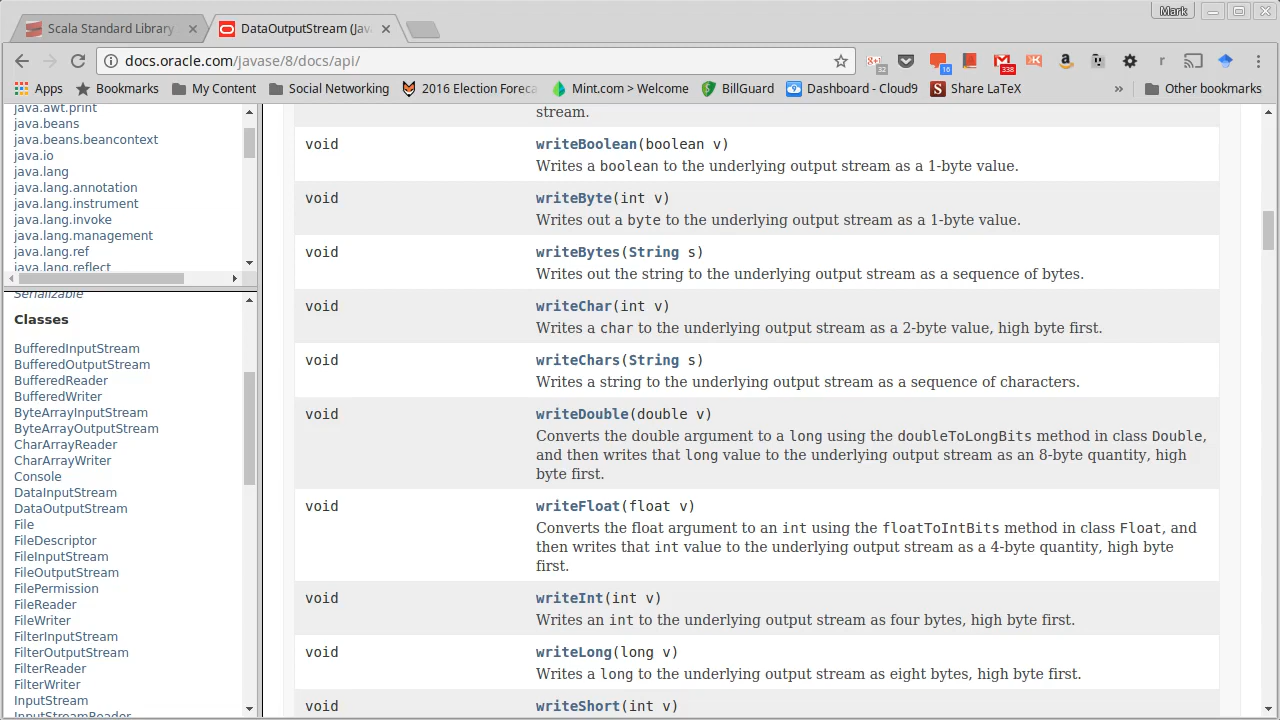 Mark
Scala Standard Library
DataOutputStream (Jav
docs.oracle.com/javase/8/docs/api/
g+1
32
16
338
r
Apps
Bookmarks
My Content
Social Networking
2016 Election Foreca
Mint.com > Welcome
BillGuard
Dashboard - Cloud9
S
Share LaTeX
»
Other bookmarks
java.awt.print
java.beans
java.beans.beancontext
java.io
java.lang
java.lang.annotation
java.lang.instrument
java.lang.invoke
java.lang.management
java.lang.ref
java.lang.reflect
Serializable
Classes
BufferedInputStream
BufferedOutputStream
BufferedReader
BufferedWriter
ByteArrayInputStream
ByteArrayOutputStream
CharArrayReader
CharArrayWriter
Console
DataInputStream
DataOutputStream
File
FileDescriptor
FileInputStream
FileOutputStream
FilePermission
FileReader
FileWriter
FilterInputStream
FilterOutputStream
FilterReader
FilterWriter
InputStream
InputStreamReader
stream.
void writeBoolean(boolean v)
Writes a boolean to the underlying output stream as a 1-byte value.
void writeByte(int v)
Writes out a byte to the underlying output stream as a 1-byte value.
void writeBytes(String s)
Writes out the string to the underlying output stream as a sequence of bytes.
void writeChar(int v)
Writes a char to the underlying output stream as a 2-byte value, high byte first.
void writeChars(String s)
Writes a string to the underlying output stream as a sequence of characters.
void writeDouble(double v)
Converts the double argument to a long using the doubleToLongBits method in class Double,
and then writes that long value to the underlying output stream as an 8-byte quantity, high
byte first.
void writeFloat(float v)
Converts the float argument to an int using the floatToIntBits method in class Float, and
then writes that int value to the underlying output stream as a 4-byte quantity, high byte
first.
void writeInt(int v)
Writes an int to the underlying output stream as four bytes, high byte first.
void writeLong(long v)
Writes a long to the underlying output stream as eight bytes, high byte first.
void writeShort(int v)